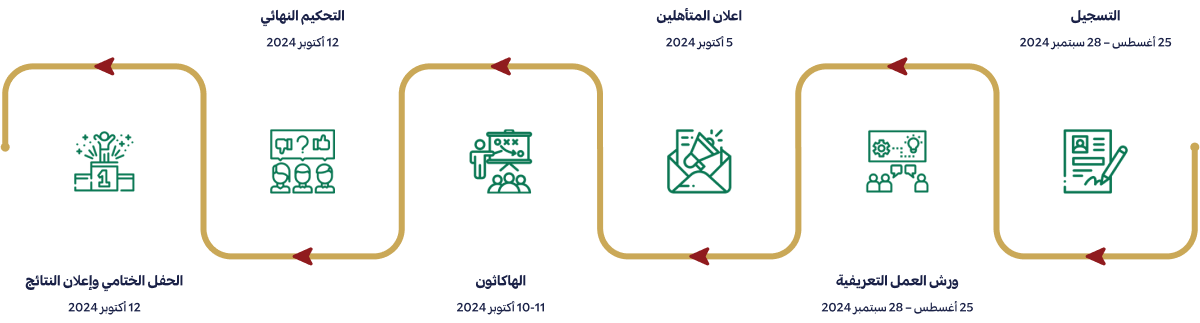 التسجيل
25 أغسطس – 28 سبتمبر 2024
ورش العمل التعريفية
25 أغسطس – 28 سبتمبر 2024
اعلان المتأهلين
5 أكتوبر 2024
الهاكاثون
10-11 أكتوبر 2024
التحكيم النهائي
12 أكتوبر 2024
الحفل الختامي وإعلان النتائج
12 أكتوبر 2024
1